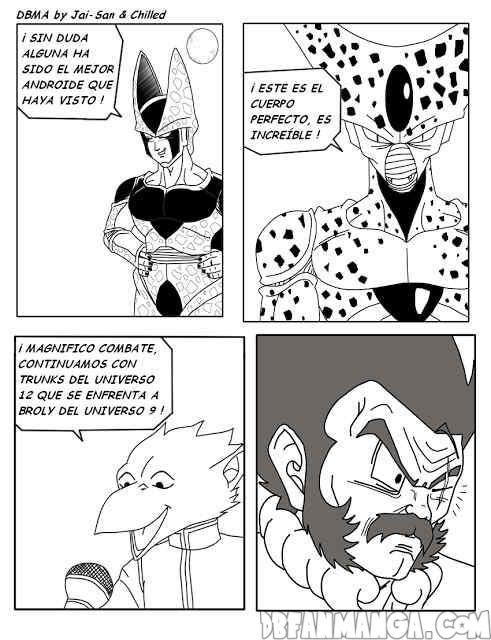 DBMA by Jai-San & Chilled
¡ SIN DUDA
ALGUNA HA
SIDO EL MEJOR
ANDROIDE QUE
HAYA VISTO !
¡ ESTE ES EL
CUERPO
PERFECTO, ES
INCREÍBLE !
¡ MAGNIFICO COMBATE,
CONTINUAMOS CON
TRUNKS DEL UNIVERSO
12 QUE SE ENFRENTA A
BROLY DEL UNIVERSO 9 !
DBFANMANGA.COM